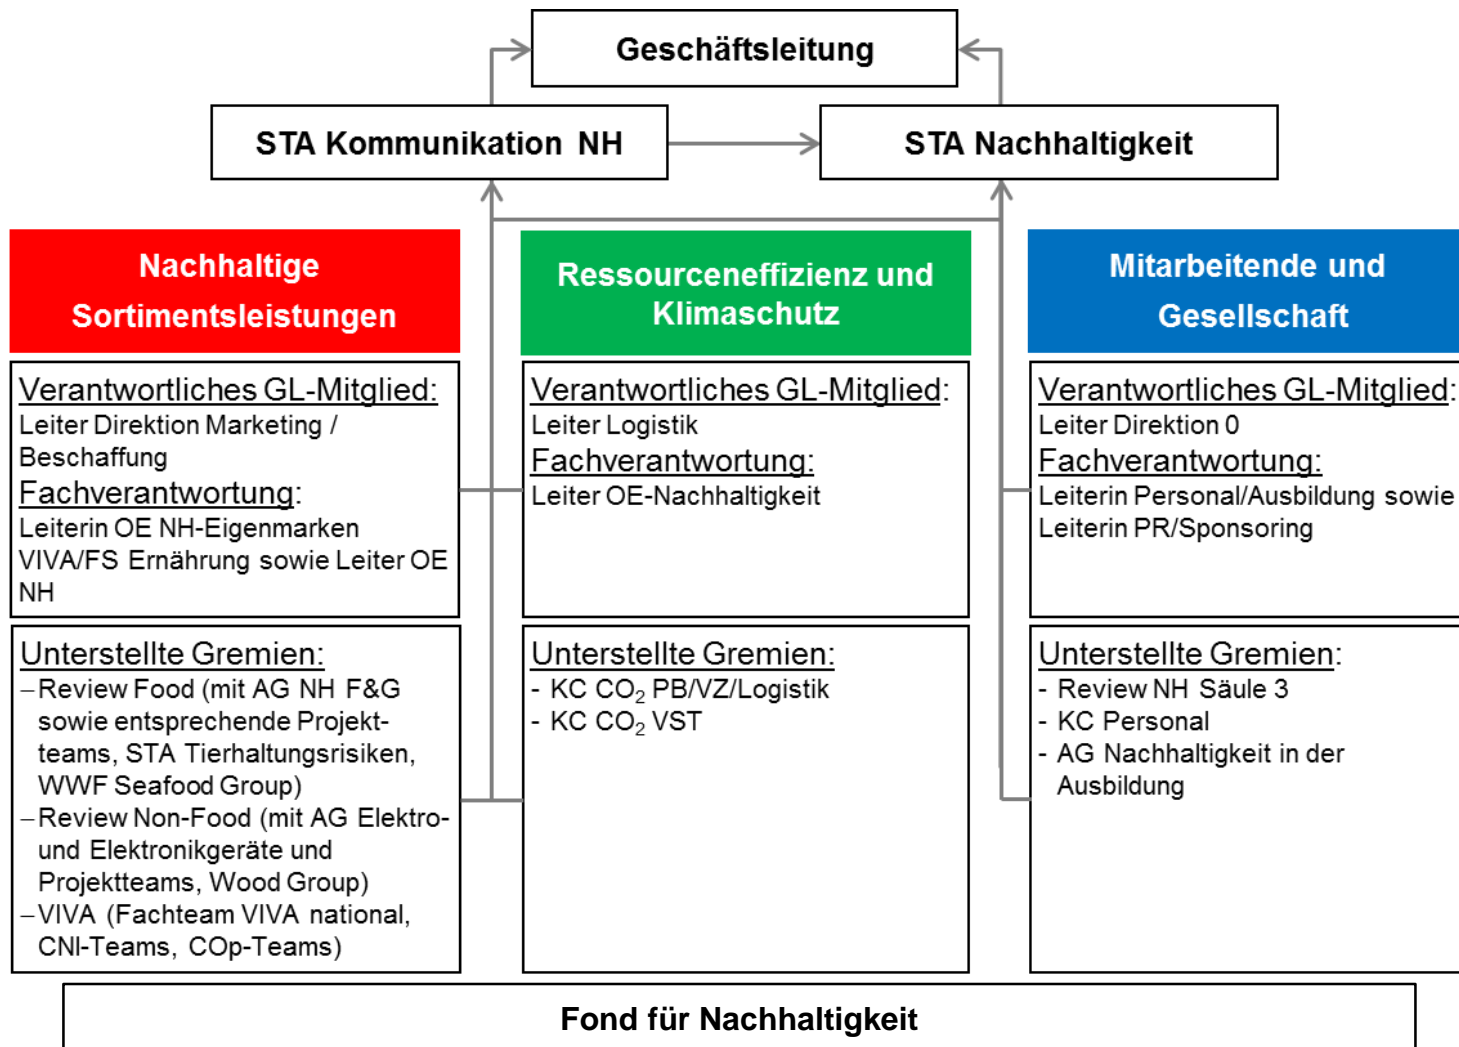 Geschäftsleitung
STA Kommunikation NH
STA Nachhaltigkeit
Nachhaltige
Sortimentsleistungen
Verantwortliches GL-Mitglied:
Leiter Direktion Marketing /
Beschaffung
Fachverantwortung:
Leiterin OE NH-Eigenmarken
VIVA/FS Ernährung sowie Leiter OE
NH
Unterstellte Gremien:
–Review Food (mit AG NH F&G
sowie entsprechende Projekt-
teams, STA Tierhaltungsrisiken,
WWF Seafood Group)
–Review Non-Food (mit AG Elektro-
und Elektronikgeräte und
Projektteams, Wood Group)
–VIVA (Fachteam VIVA national,
CNI-Teams, COp-Teams)
Ressourceneffizienz und
Klimaschutz
Verantwortliches GL-Mitglied:
Leiter Logistik
Fachverantwortung:
Leiter OE-Nachhaltigkeit
Unterstellte Gremien:
- KC CO₂ PB/VZ/Logistik
- KC CO₂ VST
Mitarbeitende und
Gesellschaft
Verantwortliches GL-Mitglied:
Leiter Direktion 0
Fachverantwortung:
Leiterin Personal/Ausbildung sowie
Leiterin PR/Sponsoring
Unterstellte Gremien:
- Review NH Säule 3
- KC Personal
- AG Nachhaltigkeit in der
Ausbildung
Fond für Nachhaltigkeit